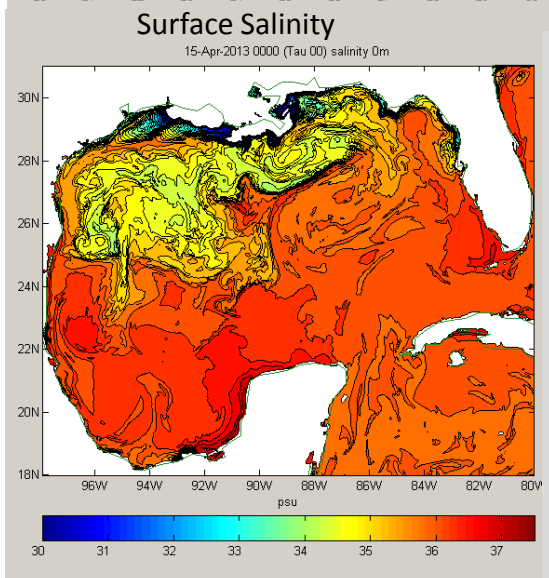 Surface Salinity
15-Apr-2013 0000 (Tau 00) salinity 0m
30N
28N
26N
24N
22N
20N
18N
96W 94W 92W 90W 88W 86W 84W 82W 80W
psu
30 31 32 33 34 35 36 37